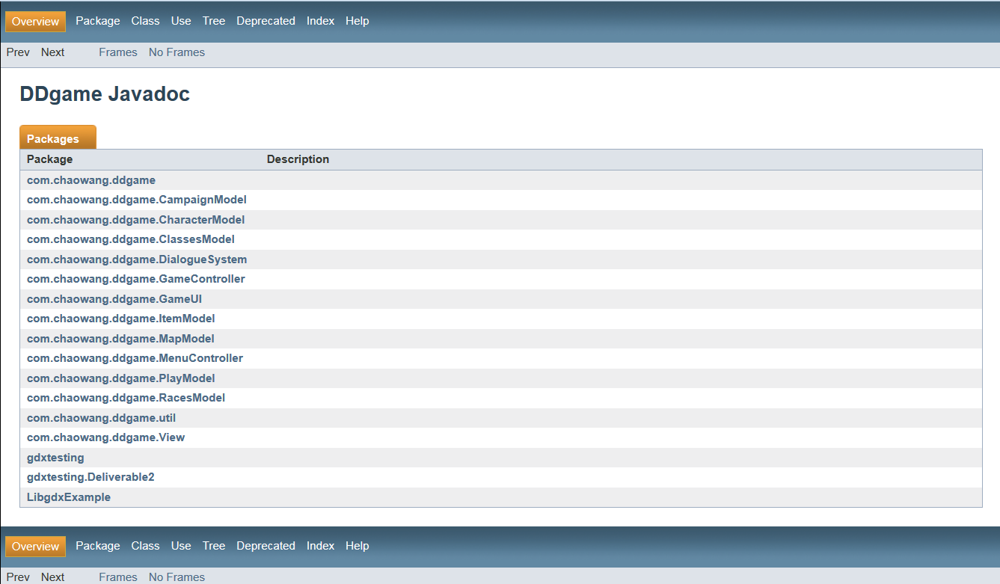 Overview Package Class Use Tree Deprecated Index Help
Prev Next Frames No Frames
DDgame Javadoc
Packages
Package Description
com.chaowang.ddgame
com.chaowang.ddgame.CampaignModel
com.chaowang.ddgame.CharacterModel
com.chaowang.ddgame.ClassesModel
com.chaowang.ddgame.DialogueSystem
com.chaowang.ddgame.GameController
com.chaowang.ddgame.GameUI
com.chaowang.ddgame.ItemModel
com.chaowang.ddgame.MapModel
com.chaowang.ddgame.MenuController
com.chaowang.ddgame.PlayModel
com.chaowang.ddgame.RacesModel
com.chaowang.ddgame.util
com.chaowang.ddgame.View
gdxtesting
gdxtesting.Deliverable2
LibgdxExample
Overview Package Class Use Tree Deprecated Index Help
Prev Next Frames No Frames